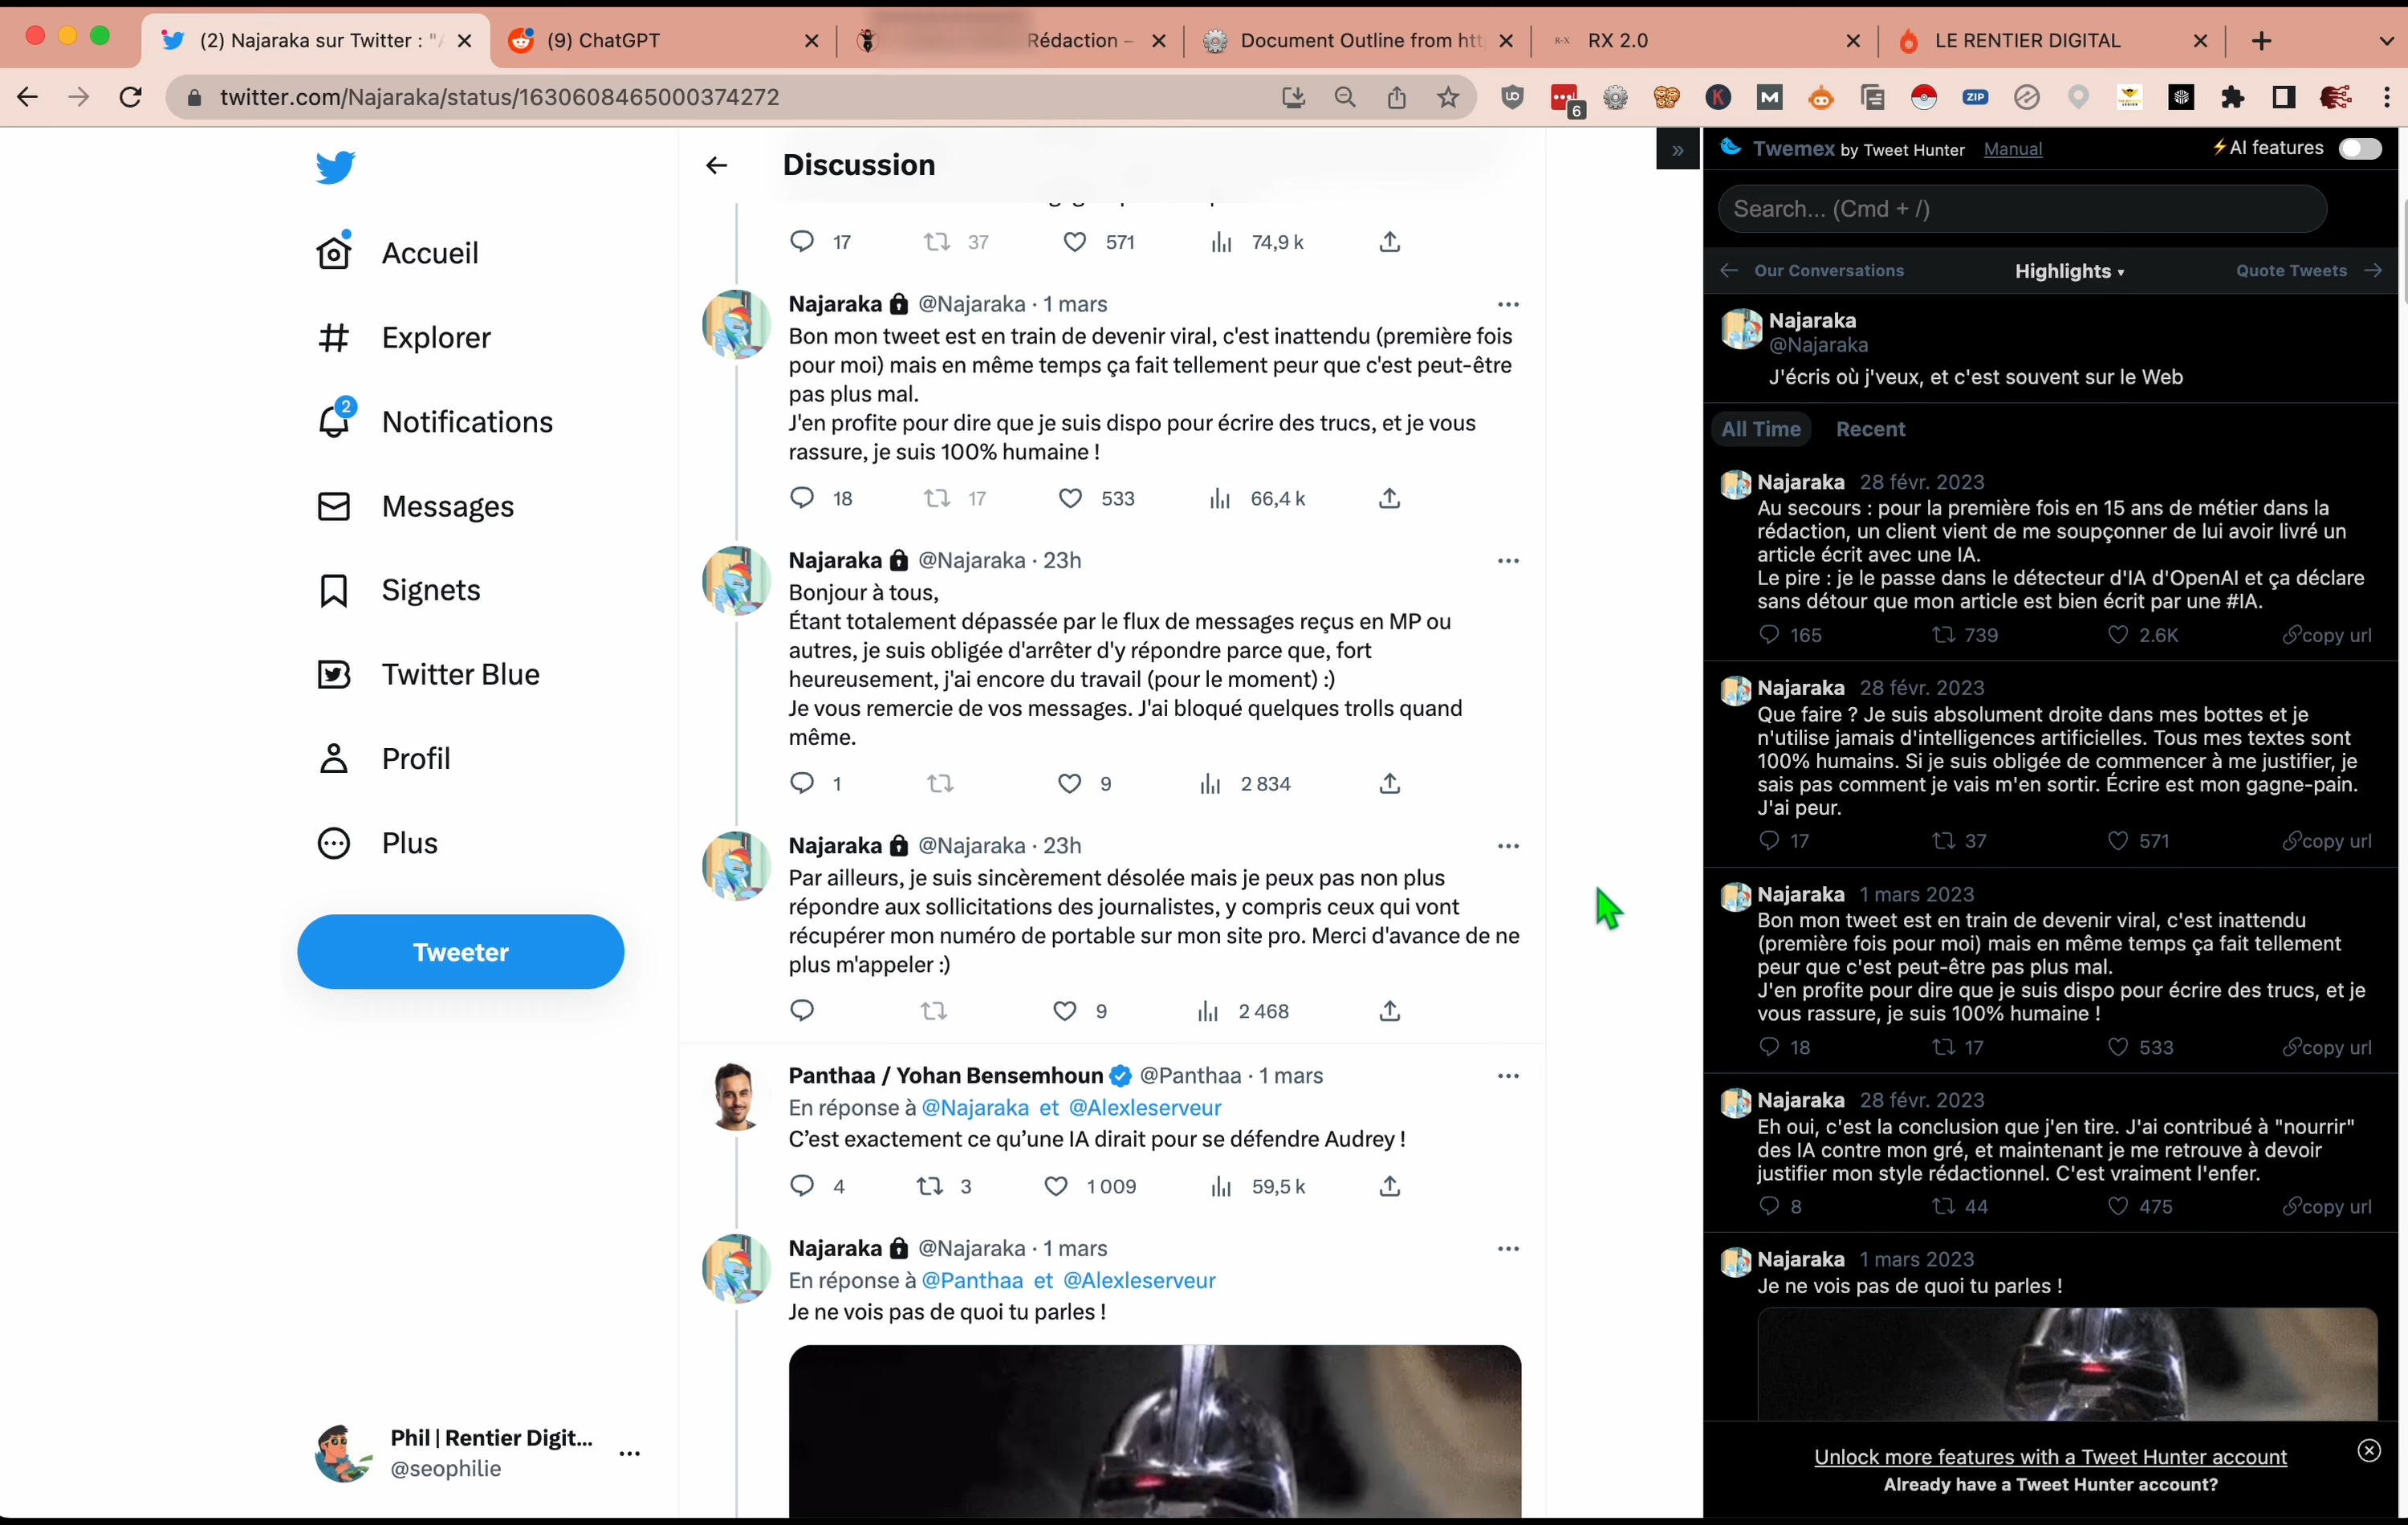 (2) Najaraka sur Twitter : "
(9) ChatGPT
Rédaction –
Document Outline from htt
R-X
RX 2.0
LE RENTIER DIGITAL
twitter.com/Najaraka/status/1630608465000374272
6
ZIP
Accueil
Explorer
2
Notifications
Messages
Signets
Twitter Blue
Profil
Plus
Tweeter
Phil | Rentier Digit...
@seophilie
Discussion
17 37 571 74,9 k
Najaraka @Najaraka · 1 mars
Bon mon tweet est en train de devenir viral, c'est inattendu (première fois
pour moi) mais en même temps ça fait tellement peur que c'est peut-être
pas plus mal.
J'en profite pour dire que je suis dispo pour écrire des trucs, et je vous
rassure, je suis 100% humaine !
18 17 533 66,4 k
Najaraka @Najaraka · 23h
Bonjour à tous,
Étant totalement dépassée par le flux de messages reçus en MP ou
autres, je suis obligée d'arrêter d'y répondre parce que, fort
heureusement, j'ai encore du travail (pour le moment) :)
Je vous remercie de vos messages. J'ai bloqué quelques trolls quand
même.
1 9 2 834
Najaraka @Najaraka · 23h
Par ailleurs, je suis sincèrement désolée mais je peux pas non plus
répondre aux sollicitations des journalistes, y compris ceux qui vont
récupérer mon numéro de portable sur mon site pro. Merci d'avance de ne
plus m'appeler :)
9 2 468
Panthaa / Yohan Bensemhoun @Panthaa · 1 mars
En réponse à @Najaraka et @Alexleserveur
C'est exactement ce qu'une IA dirait pour se défendre Audrey !
4 3 1 009 59,5 k
Najaraka @Najaraka · 1 mars
En réponse à @Panthaa et @Alexleserveur
Je ne vois pas de quoi tu parles !
»
Twemex by Tweet Hunter Manual
⚡AI features
Search... (Cmd + /)
← Our Conversations Highlights ▾ Quote Tweets →
Najaraka
@Najaraka
J'écris où j'veux, et c'est souvent sur le Web
All Time Recent
Najaraka 28 févr. 2023
Au secours : pour la première fois en 15 ans de métier dans la
rédaction, un client vient de me soupçonner de lui avoir livré un
article écrit avec une IA.
Le pire : je le passe dans le détecteur d'IA d'OpenAI et ça déclare
sans détour que mon article est bien écrit par une #IA.
165 739 2.6K copy url
Najaraka 28 févr. 2023
Que faire ? Je suis absolument droite dans mes bottes et je
n'utilise jamais d'intelligences artificielles. Tous mes textes sont
100% humains. Si je suis obligée de commencer à me justifier, je
sais pas comment je vais m'en sortir. Écrire est mon gagne-pain.
J'ai peur.
17 37 571 copy url
Najaraka 1 mars 2023
Bon mon tweet est en train de devenir viral, c'est inattendu
(première fois pour moi) mais en même temps ça fait tellement
peur que c'est peut-être pas plus mal.
J'en profite pour dire que je suis dispo pour écrire des trucs, et je
vous rassure, je suis 100% humaine !
18 17 533 copy url
Najaraka 28 févr. 2023
Eh oui, c'est la conclusion que j'en tire. J'ai contribué à "nourrir"
des IA contre mon gré, et maintenant je me retrouve à devoir
justifier mon style rédactionnel. C'est vraiment l'enfer.
8 44 475 copy url
Najaraka 1 mars 2023
Je ne vois pas de quoi tu parles !
Unlock more features with a Tweet Hunter account
Already have a Tweet Hunter account?